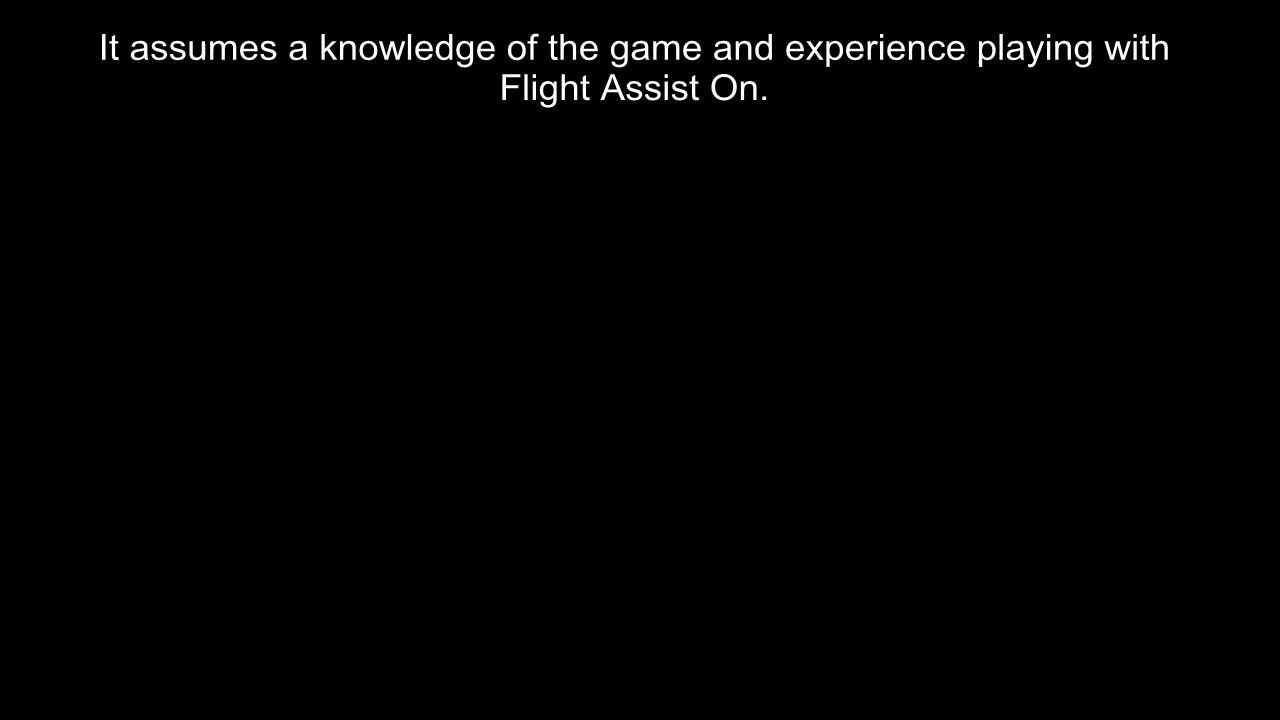 It assumes a knowledge of the game and experience playing with
Flight Assist On.